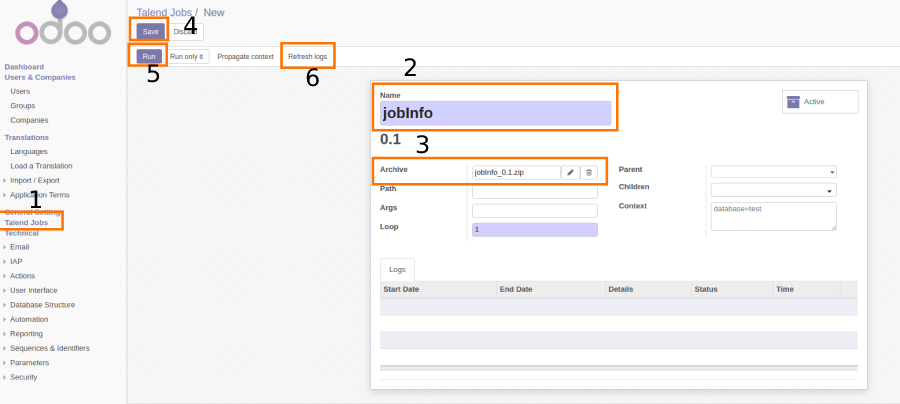 odoo
Talend Jobs / New
4
Save
Run Run only it Propagate context Refresh logs
5
6
Dashboard
Users & Companies
Users
Groups
Companies
Translations
Languages
Load a Translation
Import / Export
Application Terms
1
General Settings
Talend Jobs
Technical
Email
IAP
Actions
User Interface
Database Structure
Automation
Reporting
Sequences & Identifiers
Parameters
Security
2
Name
jobInfo
Active
0.1
3
Archive jobInfo_0.1.zip
Path
Args
Loop 1
Parent
Children
Context database=test
Logs
Start Date End Date Details Status Time